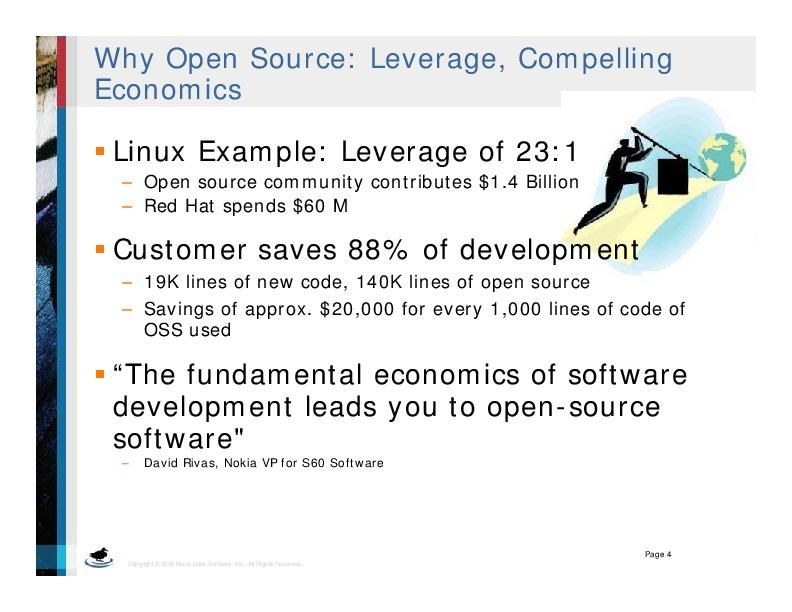 Why Open Source: Leverage, Compelling
Economics
Linux Example: Leverage of 23:1
– Open source community contributes $1.4 Billion
– Red Hat spends $60 M
Customer saves 88% of development
– 19K lines of new code, 140K lines of open source
– Savings of approx. $20,000 for every 1,000 lines of code of
OSS used
“The fundamental economics of software
development leads you to open-source
software"
– David Rivas, Nokia VP for S60 Software
Page 4
Copyright © 2008 Black Duck Software, Inc. All Rights Reserved.